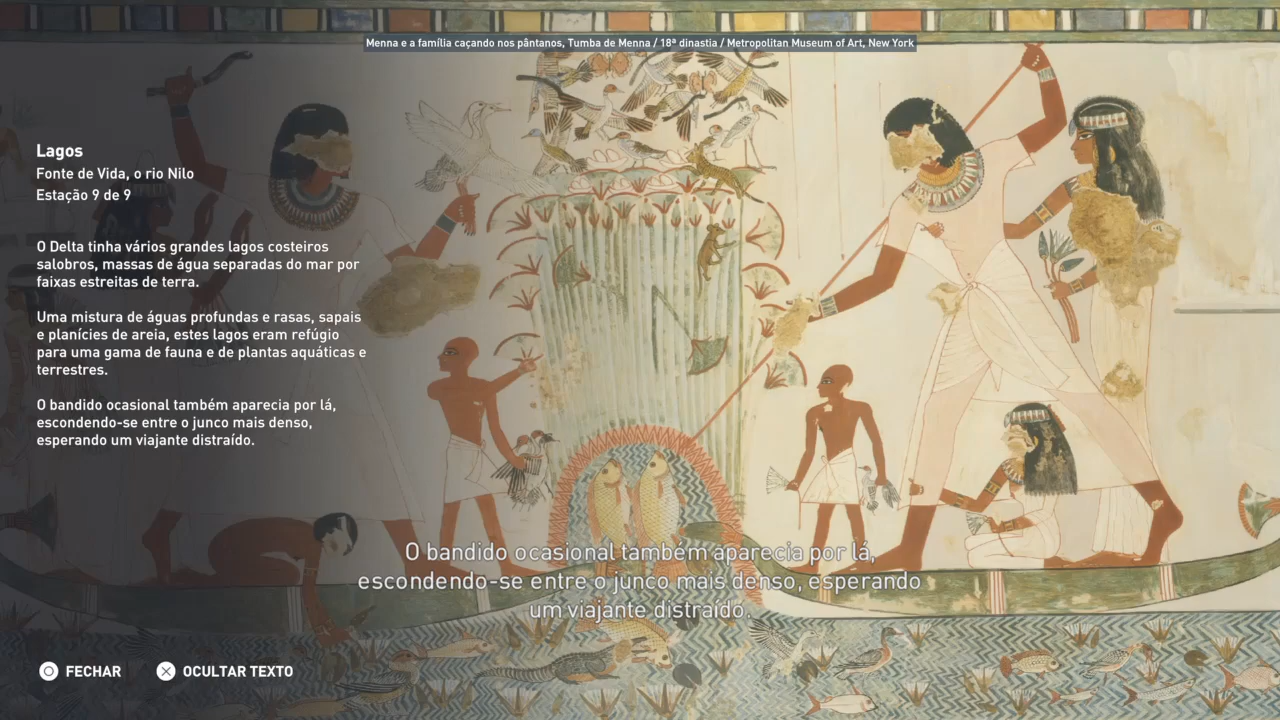 Menna e a família caçando nos pântanos, Tumba de Menna / 18ª dinastia / Metropolitan Museum of Art, New York
Lagos
Fonte de Vida, o rio Nilo
Estação 9 de 9
O Delta tinha vários grandes lagos costeiros
salobros, massas de água separadas do mar por
faixas estreitas de terra.
Uma mistura de águas profundas e rasas, sapais
e planícies de areia, estes lagos eram refúgio
para uma gama de fauna e de plantas aquáticas e
terrestres.
O bandido ocasional também aparecia por lá,
escondendo-se entre o junco mais denso,
esperando um viajante distraído.
O bandido ocasional também aparecia por lá,
escondendo-se entre o junco mais denso, esperando
um viajante distraído.
FECHAR
OCULTAR TEXTO